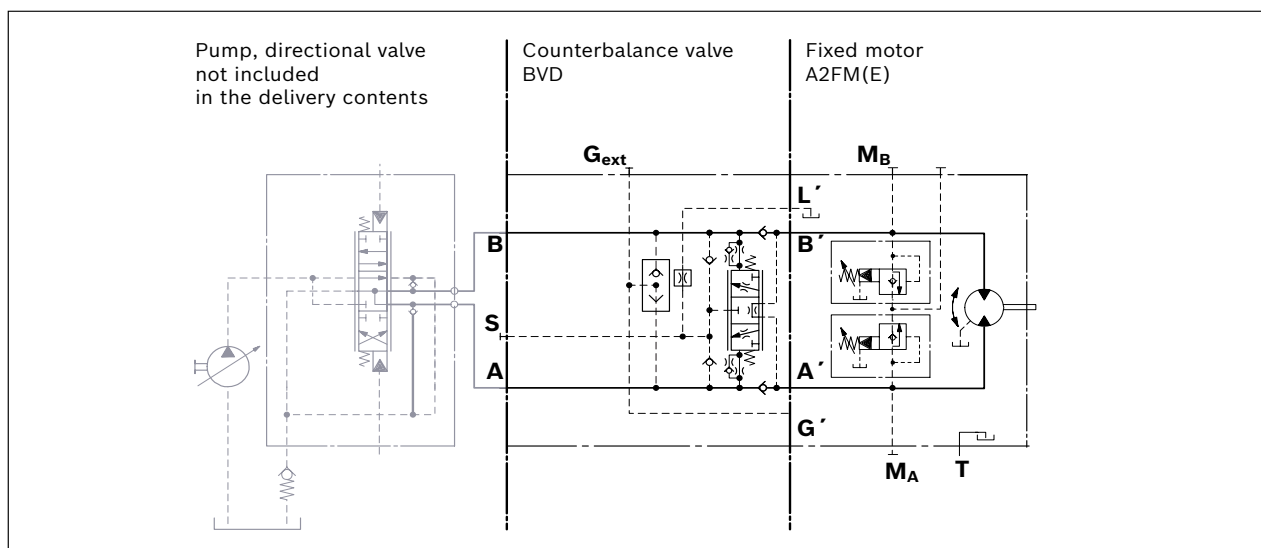 Pump, directional valve
not included
in the delivery contents
Counterbalance valve
BVD
Fixed motor
A2FM(E)
Gext
MB
L´
B
B´
S
A
A´
G´
MA
T